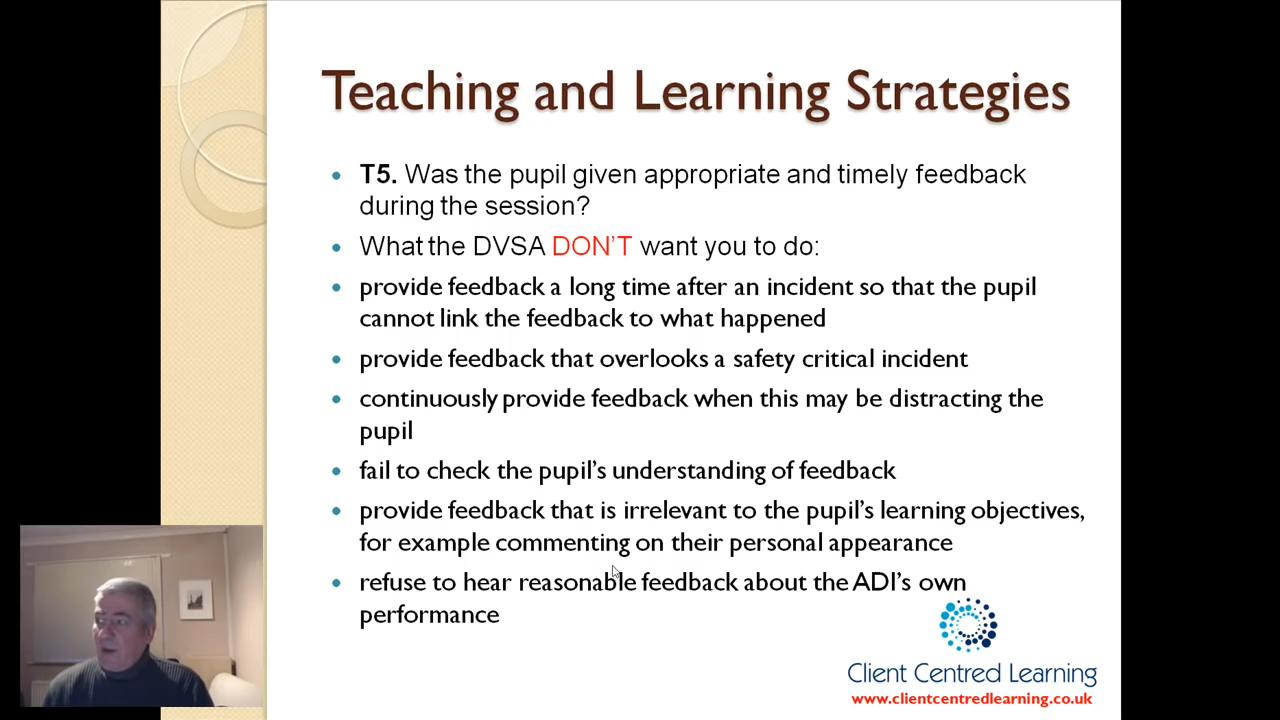 Teaching and Learning Strategies
T5. Was the pupil given appropriate and timely feedback
during the session?
What the DVSA DON'T want you to do:
provide feedback a long time after an incident so that the pupil
cannot link the feedback to what happened
provide feedback that overlooks a safety critical incident
continuously provide feedback when this may be distracting the
pupil
fail to check the pupil's understanding of feedback
provide feedback that is irrelevant to the pupil's learning objectives,
for example commenting on their personal appearance
refuse to hear reasonable feedback about the ADI's own
performance
Client Centred Learning
www.clientcentredlearning.co.uk